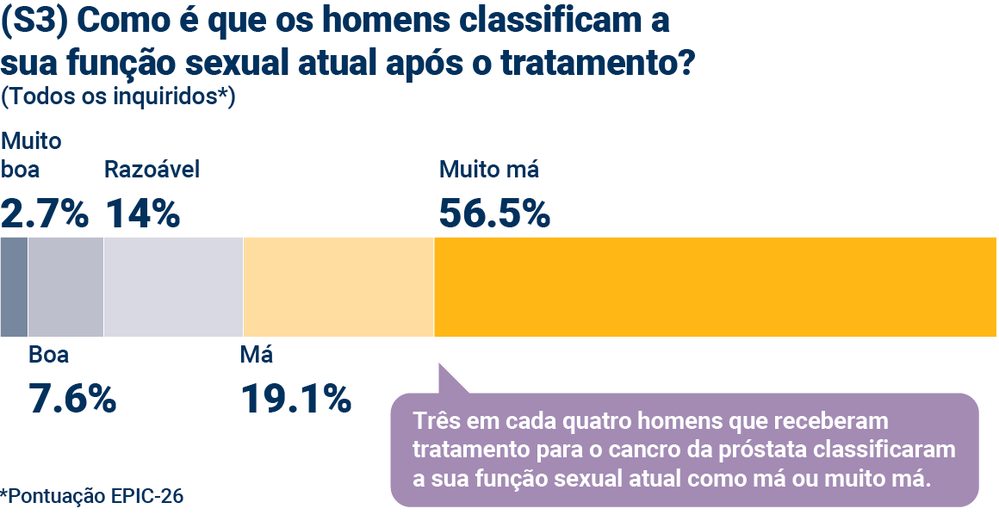 (S3) Como é que os homens classificam a
sua função sexual atual após o tratamento?
(Todos os inquiridos*)
Muito
boa
2.7%
Razoável
14%
Muito má
56.5%
Boa
7.6%
Má
19.1%
Três em cada quatro homens que receberam
tratamento para o cancro da próstata classificaram
a sua função sexual atual como má ou muito má.
*Pontuação EPIC-26